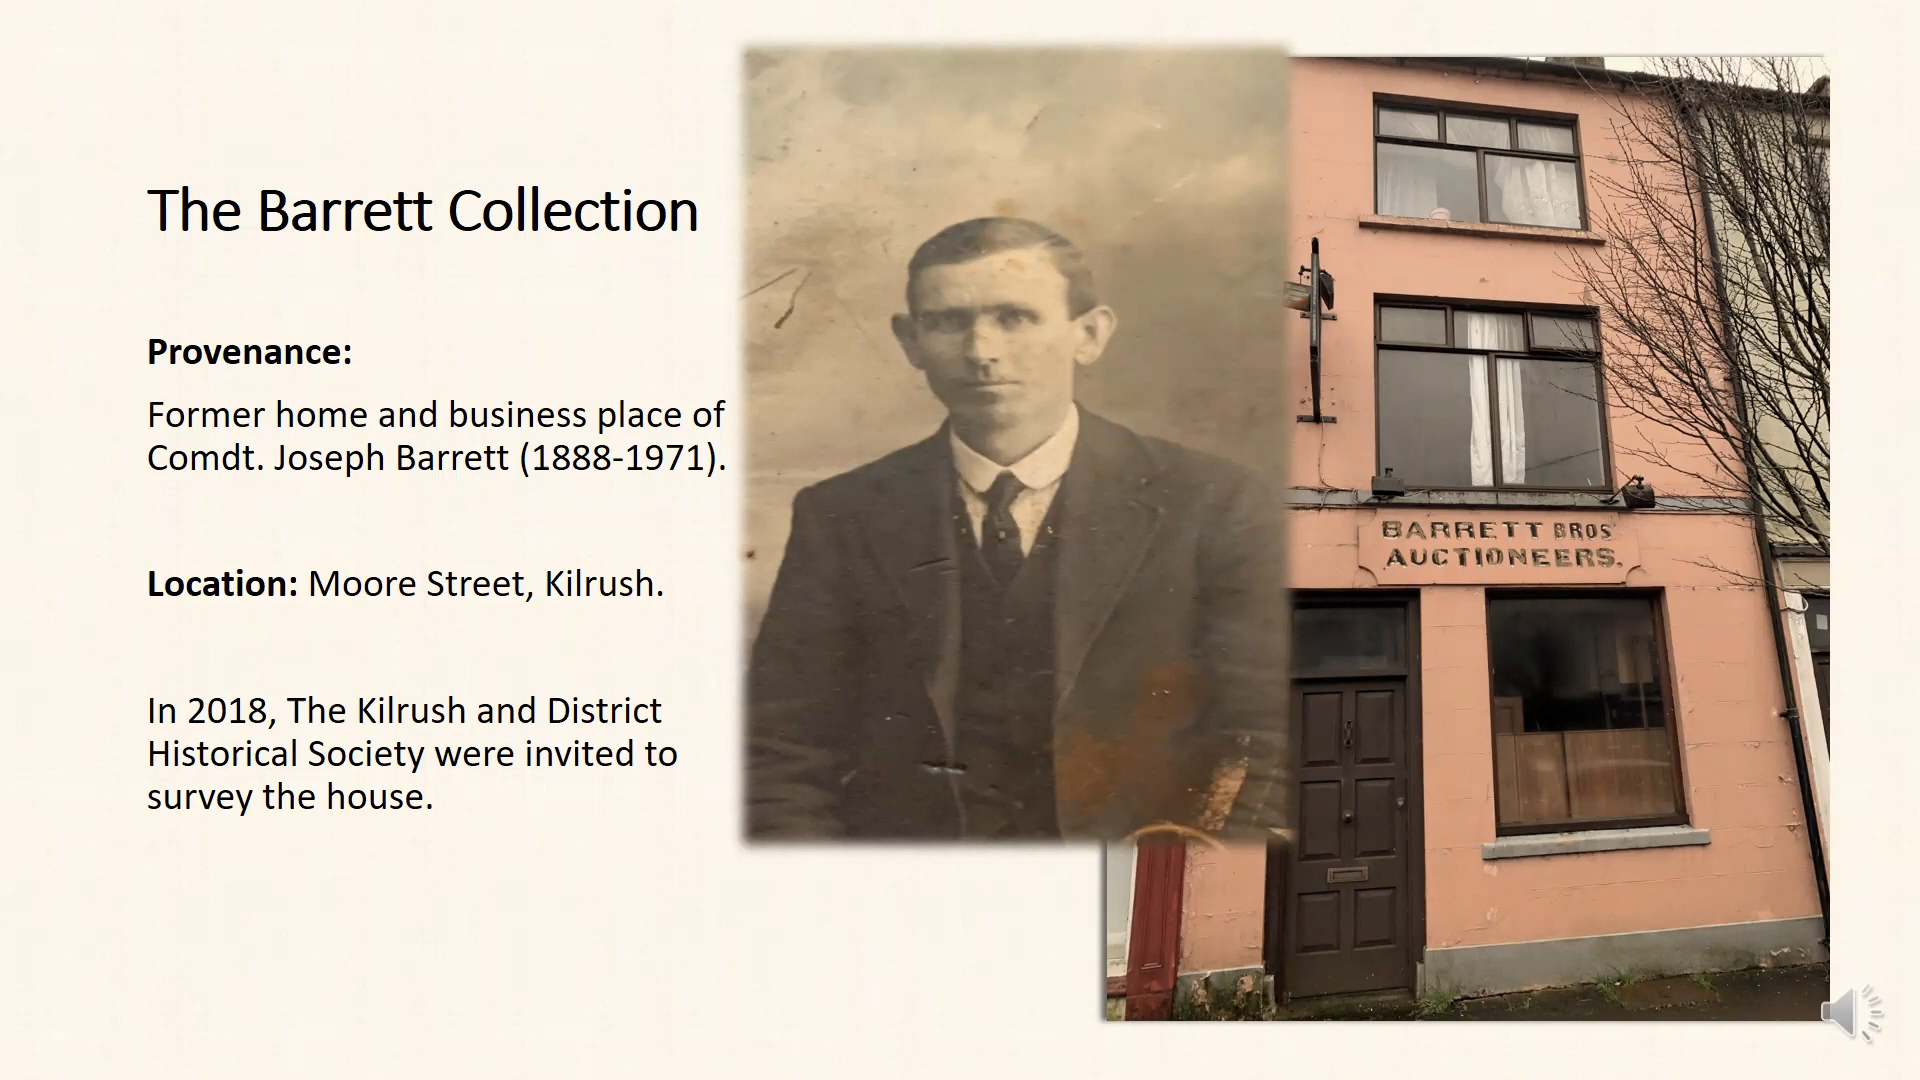 The Barrett Collection
Provenance:
Former home and business place of
Comdt. Joseph Barrett (1888-1971).
Location: Moore Street, Kilrush.
In 2018, The Kilrush and District
Historical Society were invited to
survey the house.
BARRETT BROS
AUCTIONEERS.